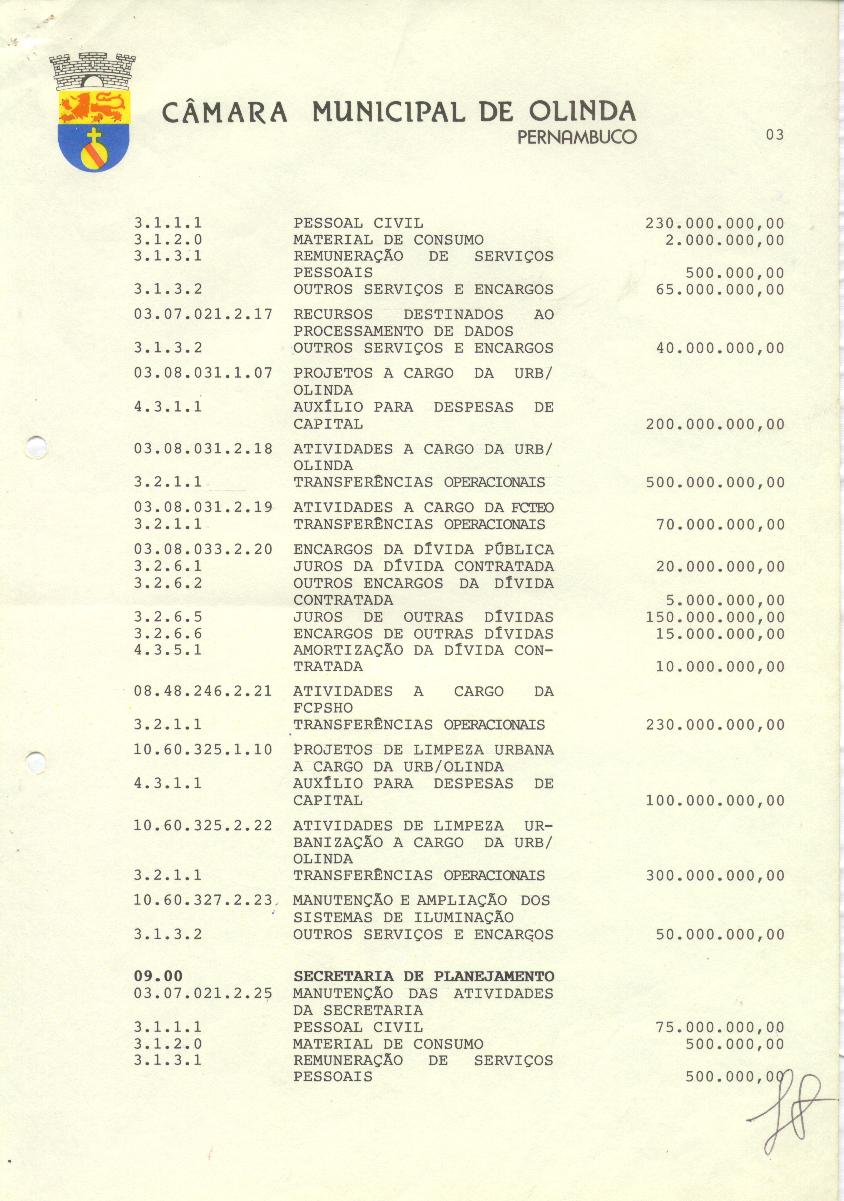 CÂMARA MUNICIPAL DE OLINDA
PERNAMBUCO
03
3.1.1.1 PESSOAL CIVIL 230.000.000,00
3.1.2.0 MATERIAL DE CONSUMO 2.000.000,00
3.1.3.1 REMUNERAÇÃO DE SERVIÇOS
PESSOAIS 500.000,00
3.1.3.2 OUTROS SERVIÇOS E ENCARGOS 65.000.000,00
03.07.021.2.17 RECURSOS DESTINADOS AO
PROCESSAMENTO DE DADOS
3.1.3.2 OUTROS SERVIÇOS E ENCARGOS 40.000.000,00
03.08.031.1.07 PROJETOS A CARGO DA URB/
OLINDA
4.3.1.1 AUXÍLIO PARA DESPESAS DE
CAPITAL 200.000.000,00
03.08.031.2.18 ATIVIDADES A CARGO DA URB/
OLINDA
3.2.1.1 TRANSFERÊNCIAS OPERACIONAIS 500.000.000,00
03.08.031.2.19 ATIVIDADES A CARGO DA FCTEO
3.2.1.1 TRANSFERÊNCIAS OPERACIONAIS 70.000.000,00
03.08.033.2.20 ENCARGOS DA DÍVIDA PÚBLICA
3.2.6.1 JUROS DA DÍVIDA CONTRATADA 20.000.000,00
3.2.6.2 OUTROS ENCARGOS DA DÍVIDA
CONTRATADA 5.000.000,00
3.2.6.5 JUROS DE OUTRAS DÍVIDAS 150.000.000,00
3.2.6.6 ENCARGOS DE OUTRAS DÍVIDAS 15.000.000,00
4.3.5.1 AMORTIZAÇÃO DA DÍVIDA CON-
TRATADA 10.000.000,00
08.48.246.2.21 ATIVIDADES A CARGO DA
FCPSHO
3.2.1.1 TRANSFERÊNCIAS OPERACIONAIS 230.000.000,00
10.60.325.1.10 PROJETOS DE LIMPEZA URBANA
A CARGO DA URB/OLINDA
4.3.1.1 AUXÍLIO PARA DESPESAS DE
CAPITAL 100.000.000,00
10.60.325.2.22 ATIVIDADES DE LIMPEZA UR-
BANIZAÇÃO A CARGO DA URB/
OLINDA
3.2.1.1 TRANSFERÊNCIAS OPERACIONAIS 300.000.000,00
10.60.327.2.23 MANUTENÇÃO E AMPLIAÇÃO DOS
SISTEMAS DE ILUMINAÇÃO
3.1.3.2 OUTROS SERVIÇOS E ENCARGOS 50.000.000,00
09.00 SECRETARIA DE PLANEJAMENTO
03.07.021.2.25 MANUTENÇÃO DAS ATIVIDADES
DA SECRETARIA
3.1.1.1 PESSOAL CIVIL 75.000.000,00
3.1.2.0 MATERIAL DE CONSUMO 500.000,00
3.1.3.1 REMUNERAÇÃO DE SERVIÇOS
PESSOAIS 500.000,00